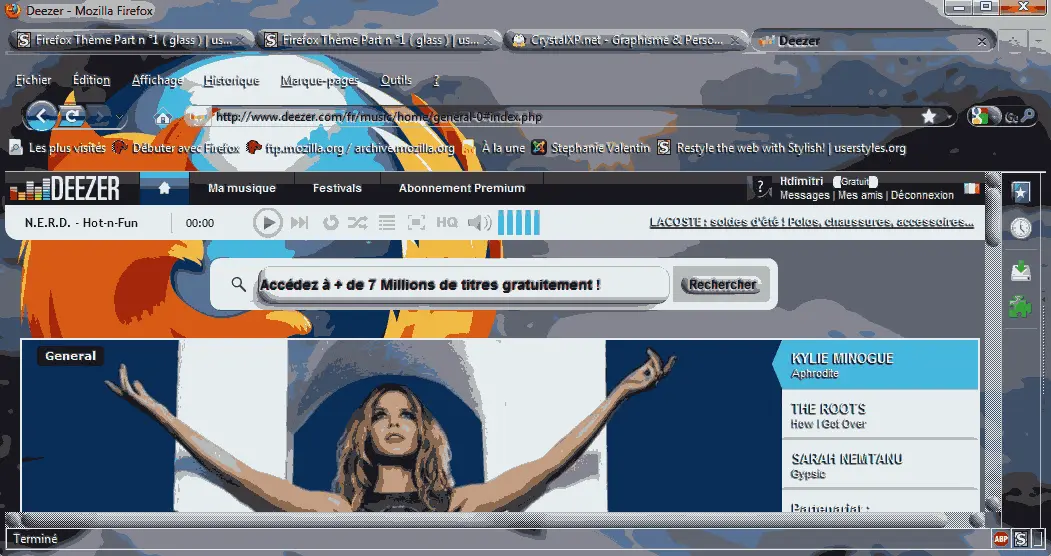 Deezer - Mozilla Firefox
Firefox Thème Part n °1 ( glass ) | us... Firefox Thème Part n °1 ( glass ) | us... CrystalXP.net - Graphisme & Perso... Deezer
Fichier Édition Affichage Historique Marque-pages Outils ?
http://www.deezer.com/fr/music/home/general-0#index.php
Les plus visités Débuter avec Firefox ftp.mozilla.org / archive.mozilla.org À la une Stephanie Valentin Restyle the web with Stylish! | userstyles.org
DEEZER Ma musique Festivals Abonnement Premium ? Hdimitri Gratuit
Messages | Mes amis | Déconnexion
N.E.R.D. - Hot-n-Fun 00:00 HQ LACOSTE : soldes d'été ! Polos, chaussures, accessoires...
Accédez à + de 7 Millions de titres gratuitement ! Rechercher
General
KYLIE MINOGUE
Aphrodite
THE ROOTS
How I Got Over
SARAH NEMTANU
Gypsic
Partenariat :
Terminé ABP S